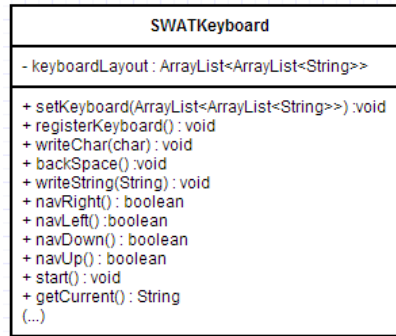 SWATKeyboard
- keyboardLayout : ArrayList<ArrayList<String>>
+ setKeyboard(ArrayList<ArrayList<String>>) :void
+ registerKeyboard() : void
+ writeChar(char) : void
+ backSpace() :void
+ writeString(String) : void
+ navRight() : boolean
+ navLeft() :boolean
+ navDown() : boolean
+ navUp() : boolean
+ start() : void
+ getCurrent() : String
(...)